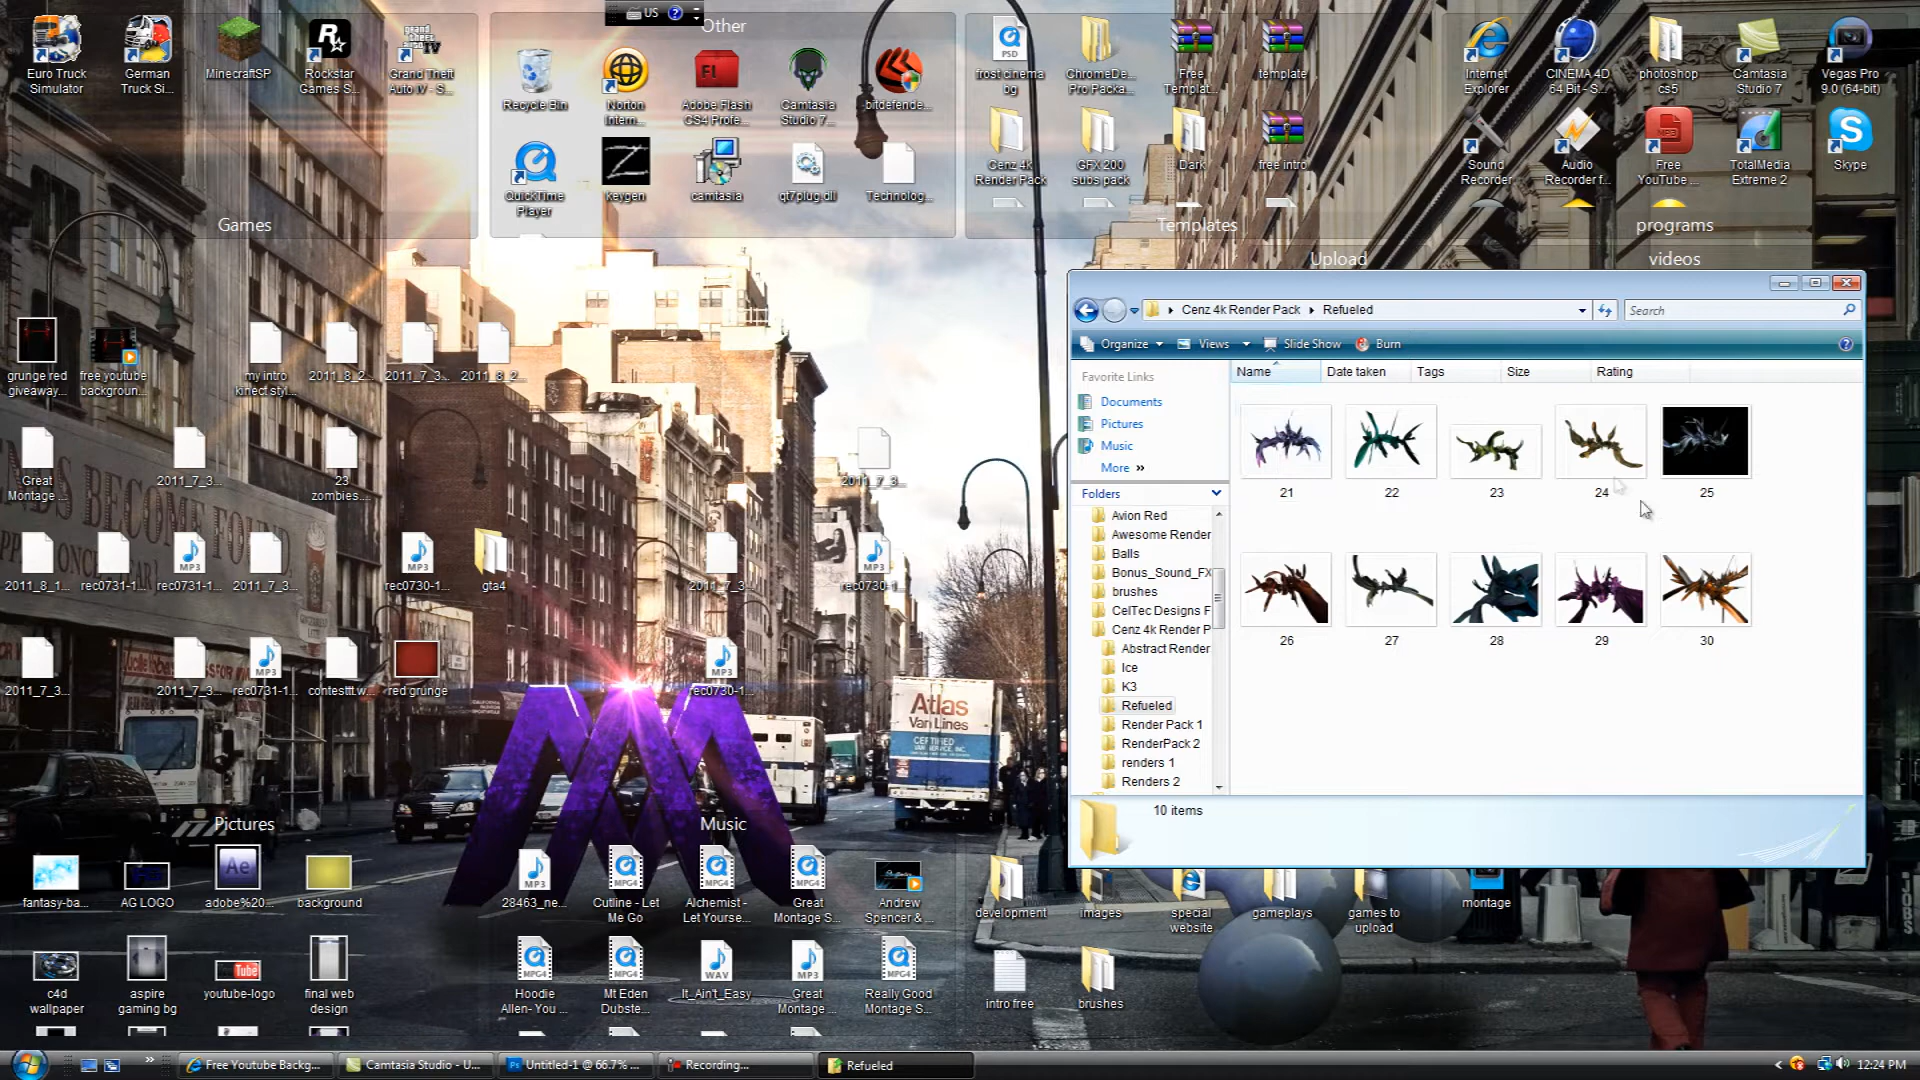 US
Other
Euro Truck
Simulator
German
Truck Si...
MinecraftSP
Rockstar
Games S...
Grand Theft
Auto IV - S...
Recycle Bin
Norton
Intern...
Adobe Flash
CS4 Profe...
Camtasia
Studio 7...
bitdefende...
QuickTime
Player
keygen
camtasia
qt7plug.dll
Technolog...
Games
frost cinema
bg
ChromeDe...
Pro Packa...
Free
Templat...
template
Cenz 4k
Render Pack
GFX 200
subs pack
Dark
free intro
Templates
Internet
Explorer
CINEMA 4D
64 Bit - S...
photoshop
cs5
Camtasia
Studio 7
Vegas Pro
9.0 (64-bit)
Sound
Recorder
Audio
Recorder f...
Free
YouTube ...
TotalMedia
Extreme 2
Skype
programs
Upload
videos
Cenz 4k Render Pack
Refueled
Search
Organize
Views
Slide Show
Burn
Favorite Links
Documents
Pictures
Music
More »
Folders
Avion Red
Awesome Render
Balls
Bonus_Sound_FX
brushes
CelTec Designs F
Cenz 4k Render P
Abstract Render
Ice
K3
Refueled
Render Pack 1
RenderPack 2
renders 1
Renders 2
Name
Date taken
Tags
Size
Rating
21
22
23
24
25
26
27
28
29
30
10 items
grunge red
giveaway...
free youtube
backgroun...
my intro
kinect styl...
2011_8_2...
2011_7_3...
2011_8_2...
Great
Montage ...
2011_7_3...
23
zombies....
2011_7_3...
2011_8_1...
rec0731-1...
rec0731-1...
2011_7_3...
rec0730-1...
gta4
2011_7_3...
rec0730-1...
2011_7_3...
2011_7_3...
rec0731-1...
contesttt.w...
red grunge
rec0730-1...
Atlas
Van Lines
Pictures
Music
fantasy-ba...
AG LOGO
adobe%20...
background
28463_ne...
Cutline - Let
Me Go
Alchemist -
Let Yourse...
Great
Montage S...
Andrew
Spencer & ...
development
images
special
website
gameplays
games to
upload
montage
c4d
wallpaper
aspire
gaming bg
youtube-logo
final web
design
Hoodie
Allen- You ...
Mt Eden
Dubste...
It_Ain't_Easy
Great
Montage ...
Really Good
Montage S...
intro free
brushes
Free Youtube Backg...
Camtasia Studio - U...
Untitled-1 @ 66.7% ...
Recording...
Refueled
12:24 PM